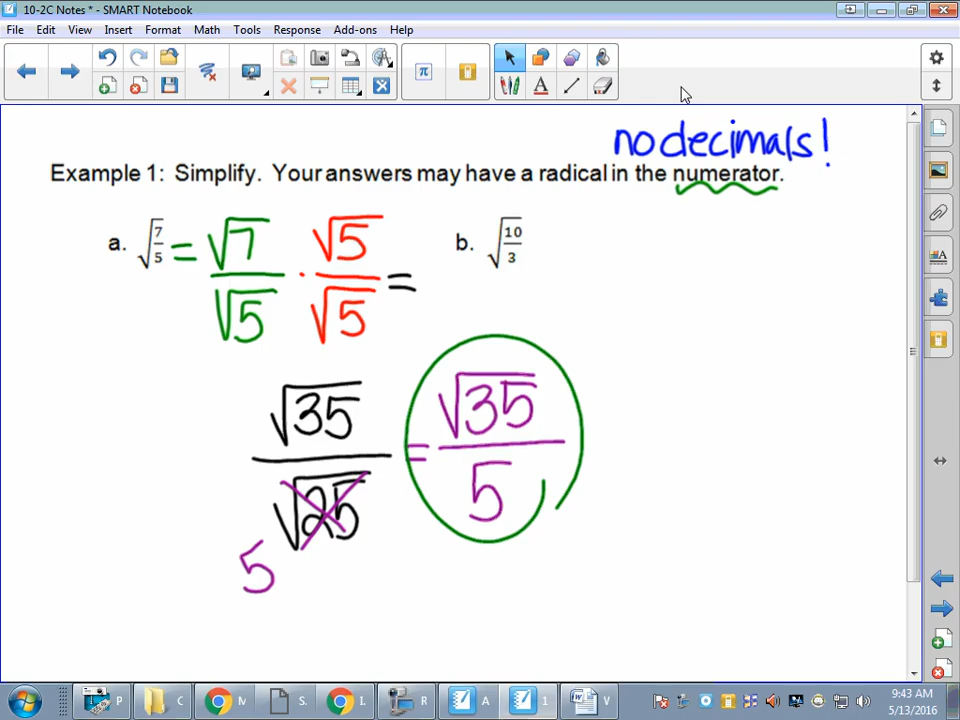 10-2C Notes * - SMART Notebook
File Edit View Insert Format Math Tools Response Add-ons Help
no decimals!
Example 1: Simplify. Your answers may have a radical in the numerator.
a. √(7/5) = √7/√5 · √5/√5 =
b. √(10/3)
√35/√25 = √35/5
5
P C S. I. R A 1 V
9:43 AM
5/13/2016